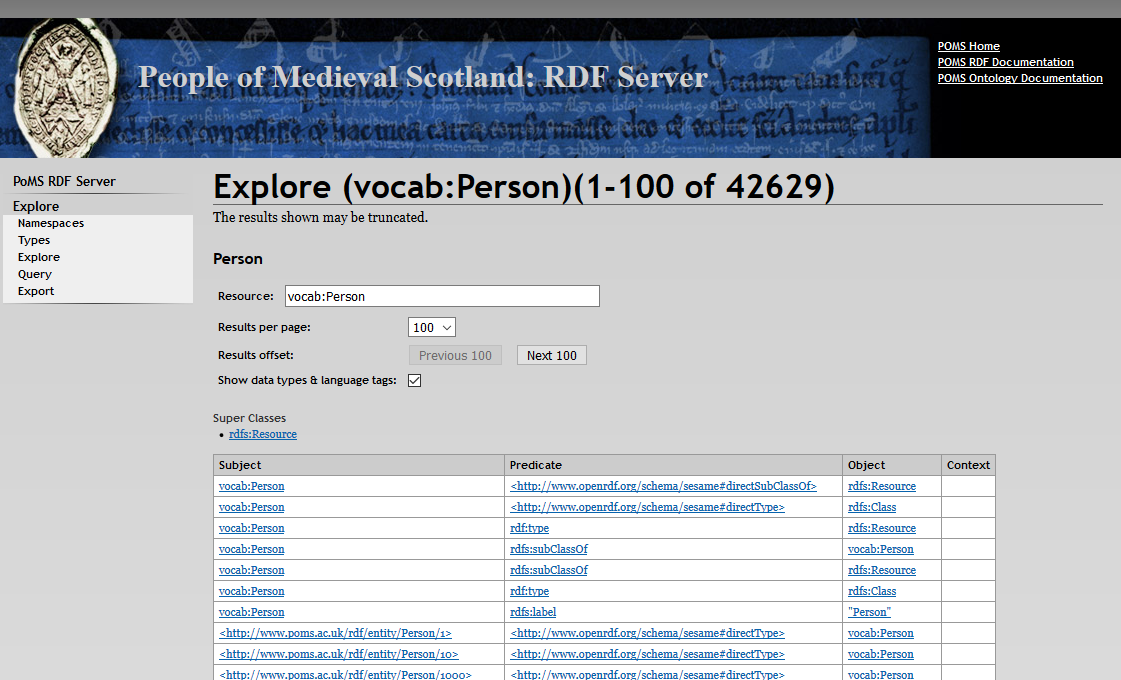 People of Medieval Scotland: RDF Server
POMS Home
POMS RDF Documentation
POMS Ontology Documentation
PoMS RDF Server
Explore
Namespaces
Types
Explore
Query
Export
Explore (vocab:Person)(1-100 of 42629)
The results shown may be truncated.
Person
Resource: vocab:Person
Results per page: 100
Results offset: Previous 100 Next 100
Show data types & language tags:
Super Classes
• rdfs:Resource
Subject Predicate Object Context
vocab:Person <http://www.openrdf.org/schema/sesame#directSubClassOf> rdfs:Resource
vocab:Person <http://www.openrdf.org/schema/sesame#directType> rdfs:Class
vocab:Person rdf:type rdfs:Resource
vocab:Person rdfs:subClassOf vocab:Person
vocab:Person rdfs:subClassOf rdfs:Resource
vocab:Person rdf:type rdfs:Class
vocab:Person rdfs:label "Person"
<http://www.poms.ac.uk/rdf/entity/Person/1> <http://www.openrdf.org/schema/sesame#directType> vocab:Person
<http://www.poms.ac.uk/rdf/entity/Person/10> <http://www.openrdf.org/schema/sesame#directType> vocab:Person
<http://www.poms.ac.uk/rdf/entity/Person/1000> <http://www.openrdf.org/schema/sesame#directType> vocab:Person